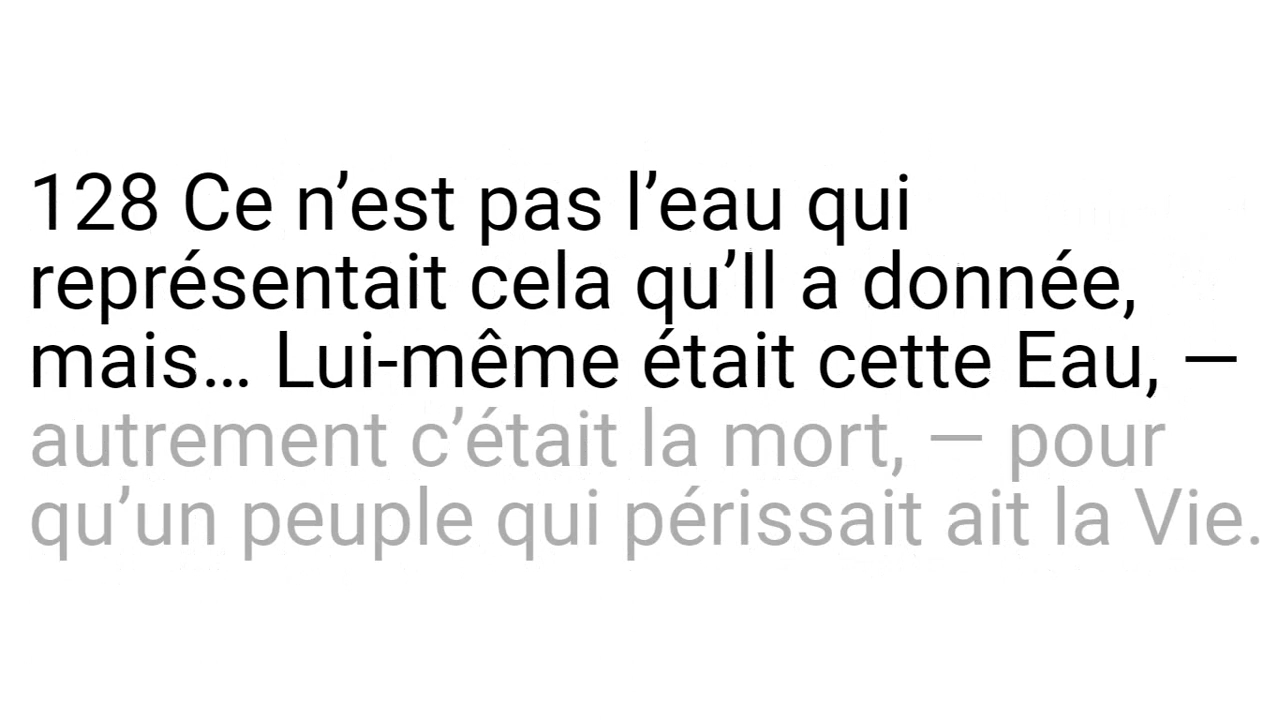 128 Ce n’est pas l’eau qui
représentait cela qu’Il a donnée,
mais… Lui-même était cette Eau, —
autrement c’était la mort, — pour
qu’un peuple qui périssait ait la Vie.